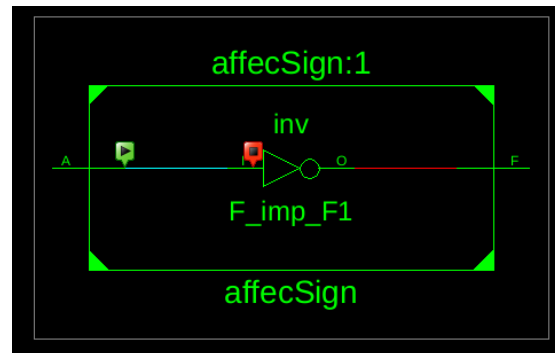 affecSign:1
inv
A
I
O
F
F_imp_F1
affecSign